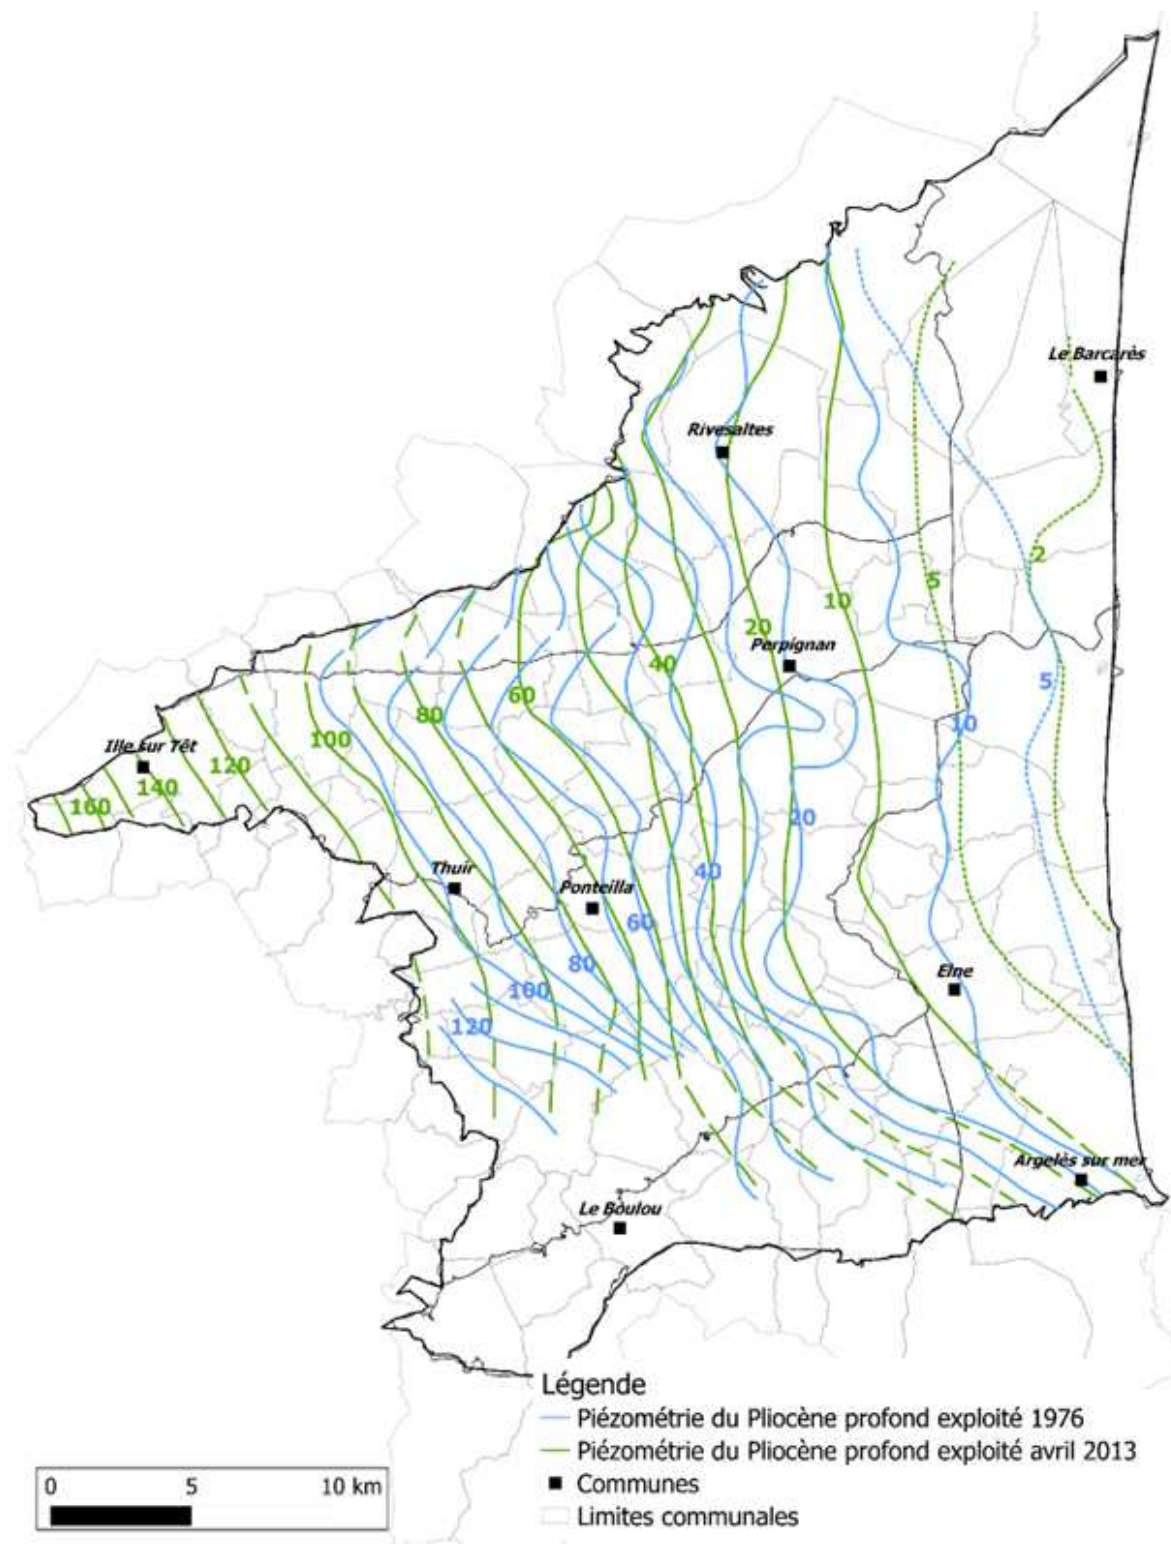 Le Barcarès
Rivesaltes
2
5
10
20
Perpignan
40
5
60
80
10
100
Ille sur Têt
120
140
160
20
Thuir
40
Ponteilla
60
80
Elne
100
120
Argelès sur mer
Le Boulou
Légende
Piézométrie du Pliocène profond exploité 1976
Piézométrie du Pliocène profond exploité avril 2013
Communes
Limites communales
0 5 10 km